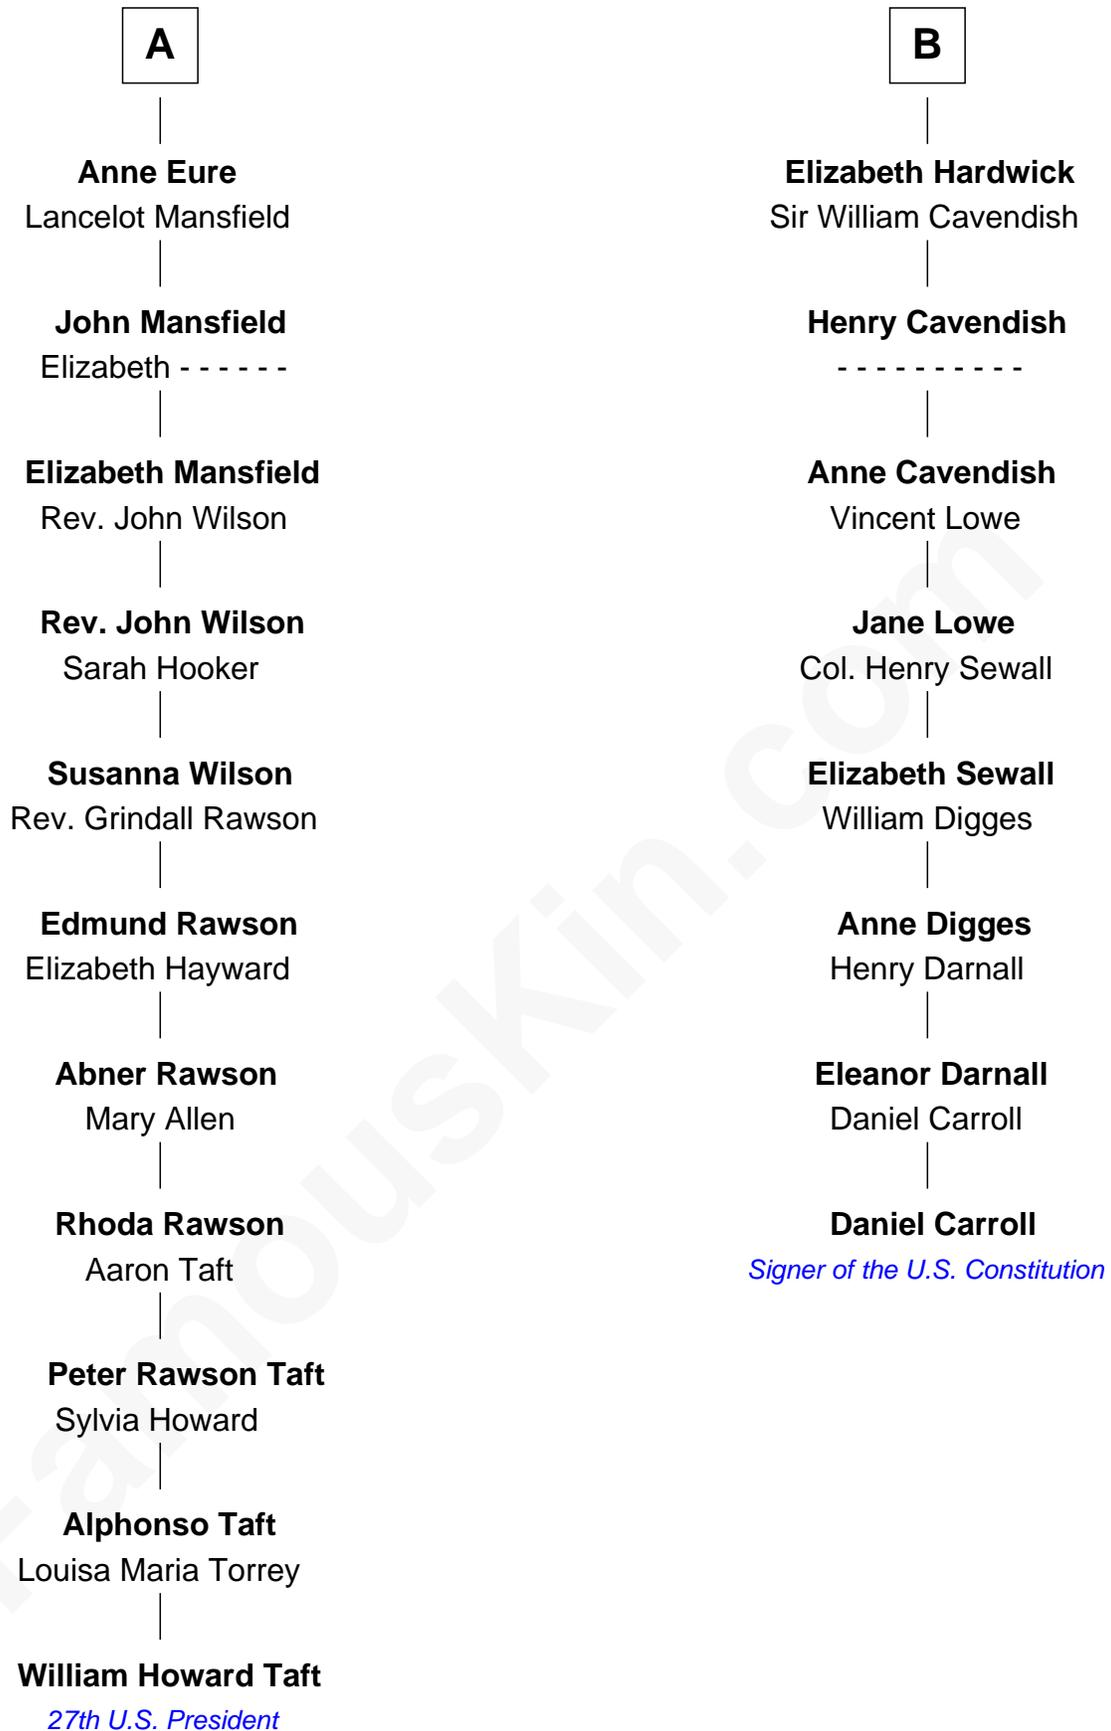 A
Anne Eure
Lancelot Mansfield
John Mansfield
Elizabeth - - - - - -
Elizabeth Mansfield
Rev. John Wilson
Rev. John Wilson
Sarah Hooker
Susanna Wilson
Rev. Grindall Rawson
Edmund Rawson
Elizabeth Hayward
Abner Rawson
Mary Allen
Rhoda Rawson
Aaron Taft
Peter Rawson Taft
Sylvia Howard
Alphonso Taft
Louisa Maria Torrey
William Howard Taft
27th U.S. President
B
Elizabeth Hardwick
Sir William Cavendish
Henry Cavendish
- - - - - - - - - -
Anne Cavendish
Vincent Lowe
Jane Lowe
Col. Henry Sewall
Elizabeth Sewall
William Digges
Anne Digges
Henry Darnall
Eleanor Darnall
Daniel Carroll
Daniel Carroll
Signer of the U.S. Constitution
FamousKin.com